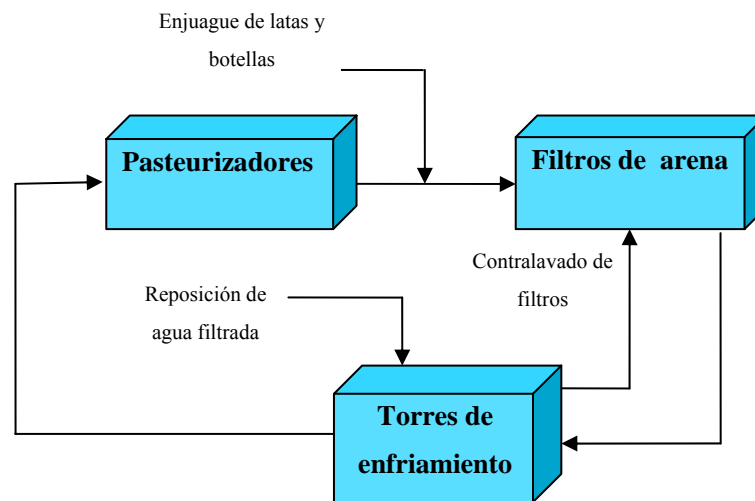 Enjuague de latas y
botellas
Pasteurizadores
Filtros de arena
Contralavado de
filtros
Reposición de
agua filtrada
Torres de
enfriamiento